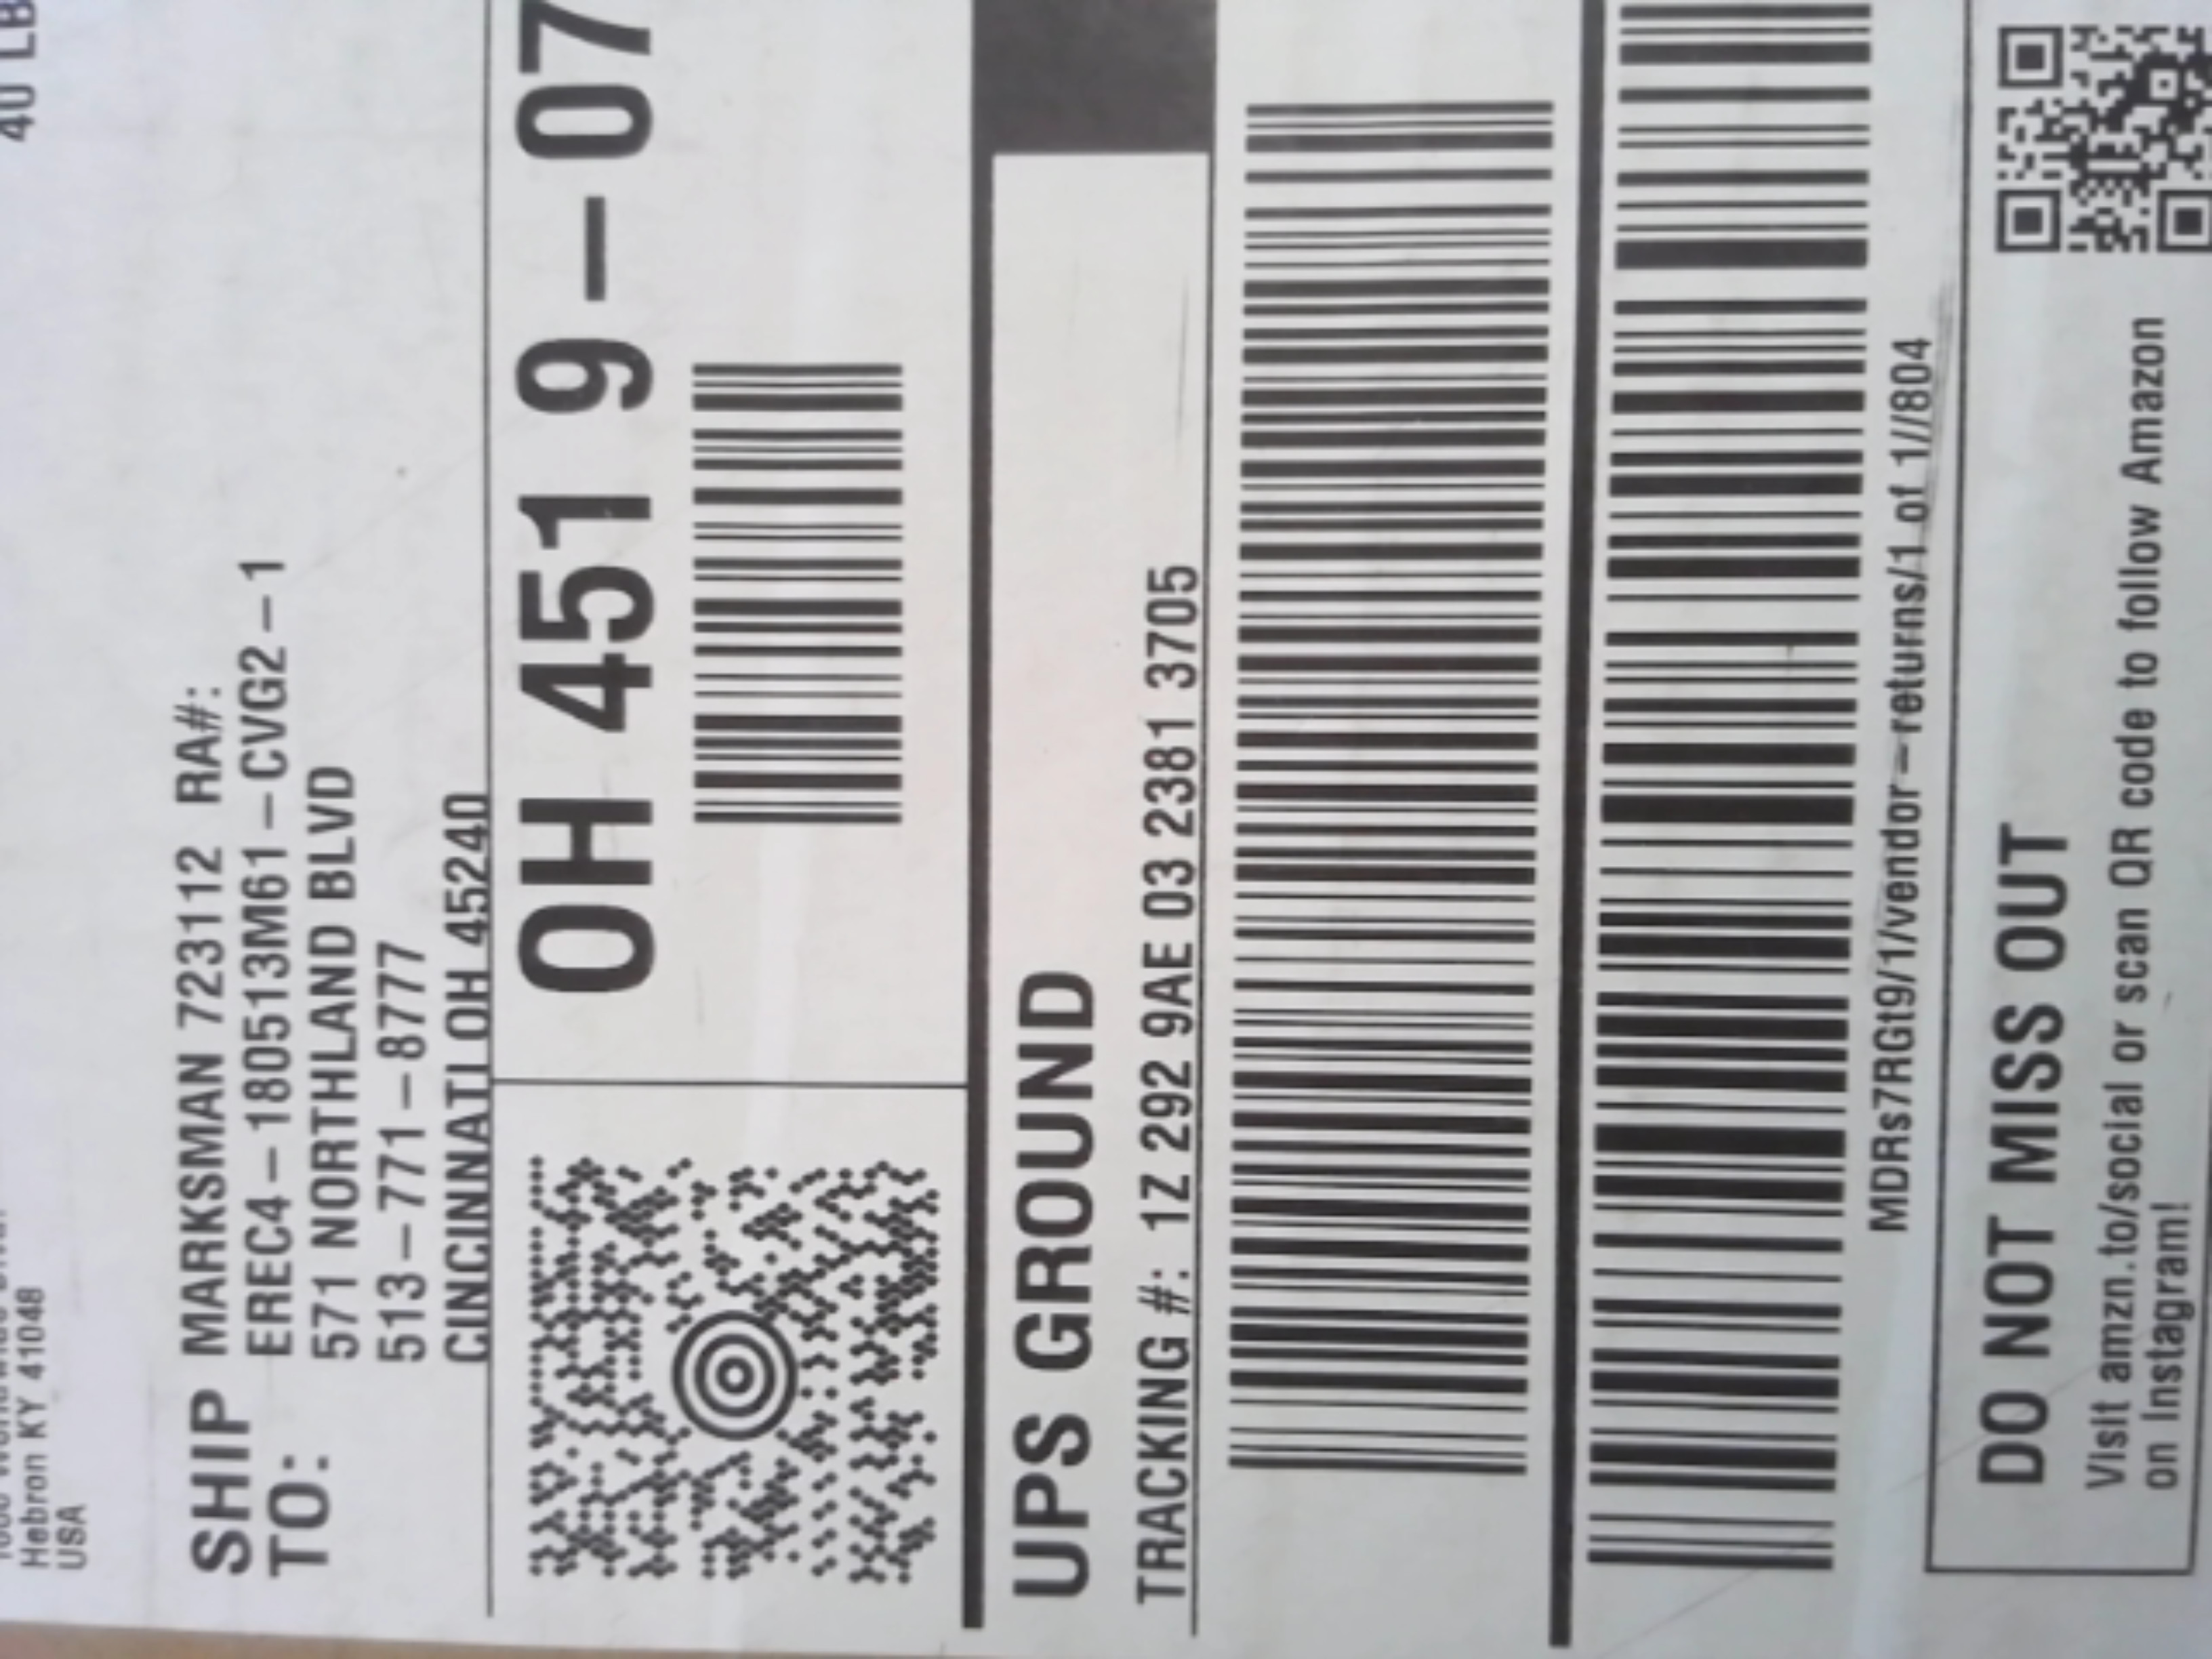 40 LB
Hebron KY 41048
USA
SHIP TO:
MARKSMAN 723112 RA#:
EREC4-180513M61-CVG2-1
571 NORTHLAND BLVD
513-771-8777
CINCINNATI OH 45240
OH 451 9-07
UPS GROUND
TRACKING #: 1Z 292 9AE 03 2381 3705
MDRs7RGt9/1/vendor-returns/1 of 1//804
DO NOT MISS OUT
Visit amzn.to/social or scan QR code to follow Amazon
on Instagram!